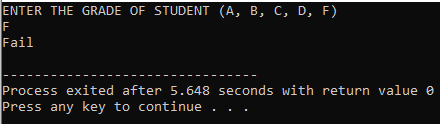 ENTER THE GRADE OF STUDENT (A, B, C, D, F)
F
Fail
--------------------------------
Process exited after 5.648 seconds with return value 0
Press any key to continue . . .